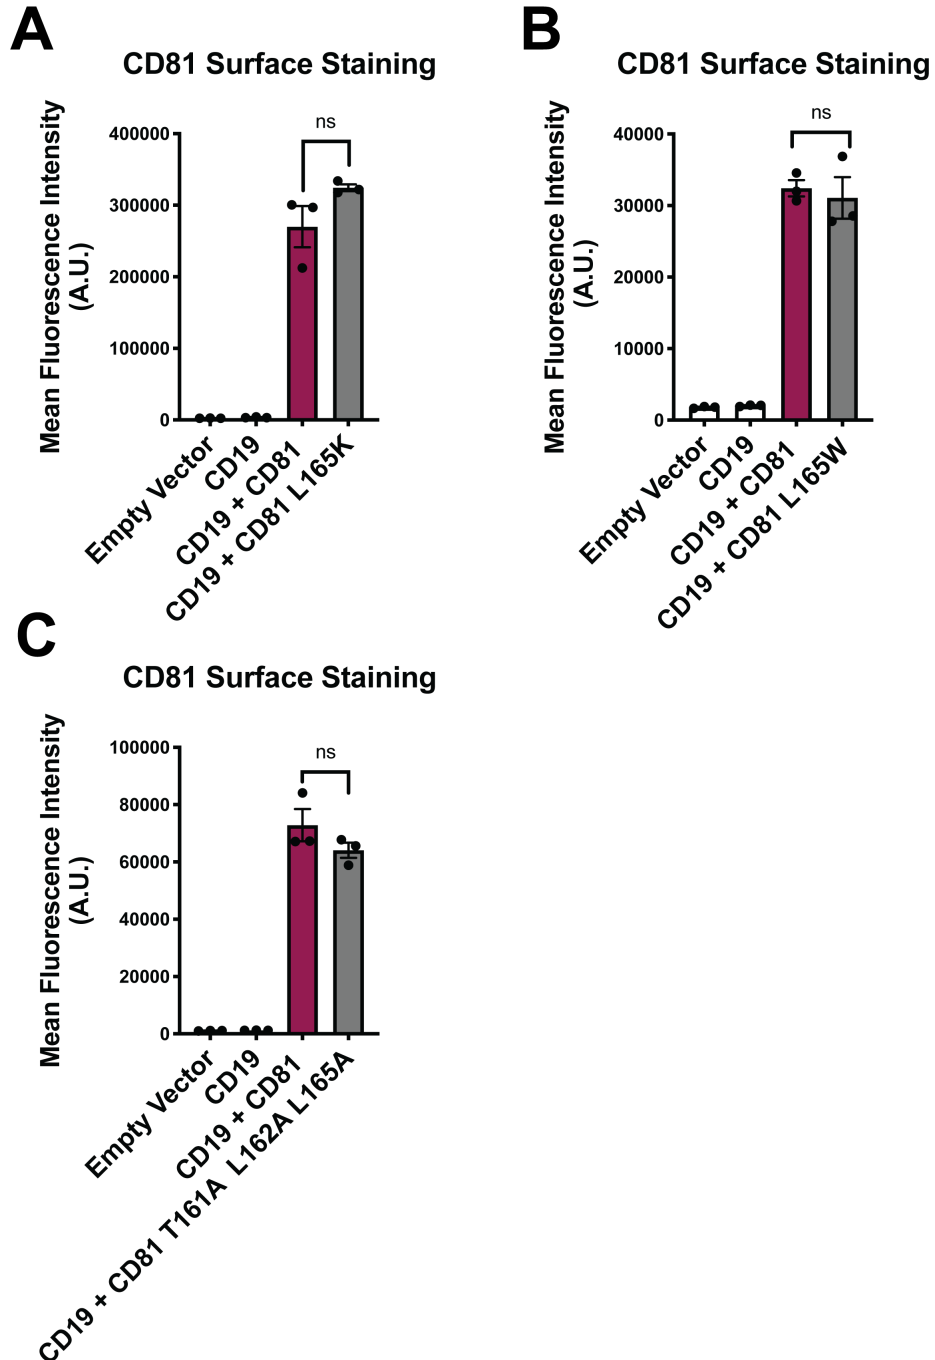 A
CD81 Surface Staining
Mean Fluorescence Intensity
(A.U.)
400000
300000
200000
100000
0
ns
Empty Vector
CD19
CD19 + CD81
CD19 + CD81 L165K
B
CD81 Surface Staining
Mean Fluorescence Intensity
(A.U.)
40000
30000
20000
10000
0
ns
Empty Vector
CD19
CD19 + CD81
CD19 + CD81 L165W
C
CD81 Surface Staining
Mean Fluorescence Intensity
(A.U.)
100000
80000
60000
40000
20000
0
ns
Empty Vector
CD19
CD19 + CD81
CD19 + CD81 T161A L162A L165A